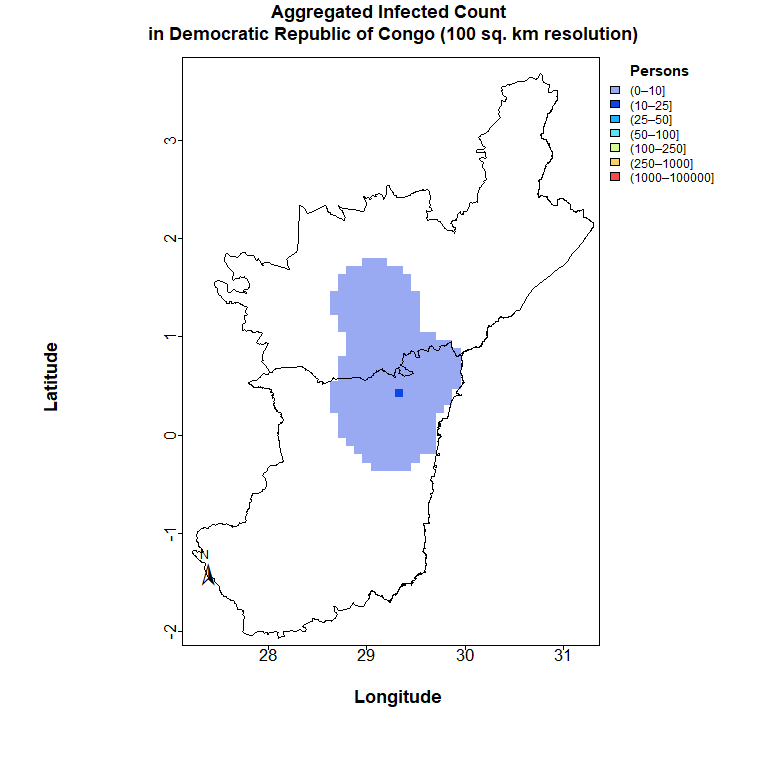 Aggregated Infected Count
in Democratic Republic of Congo (100 sq. km resolution)
Persons
(0–10]
(10–25]
(25–50]
(50–100]
(100–250]
(250–1000]
(1000–100000]
3
2
1
0
-1
-2
Latitude
N
28 29 30 31
Longitude